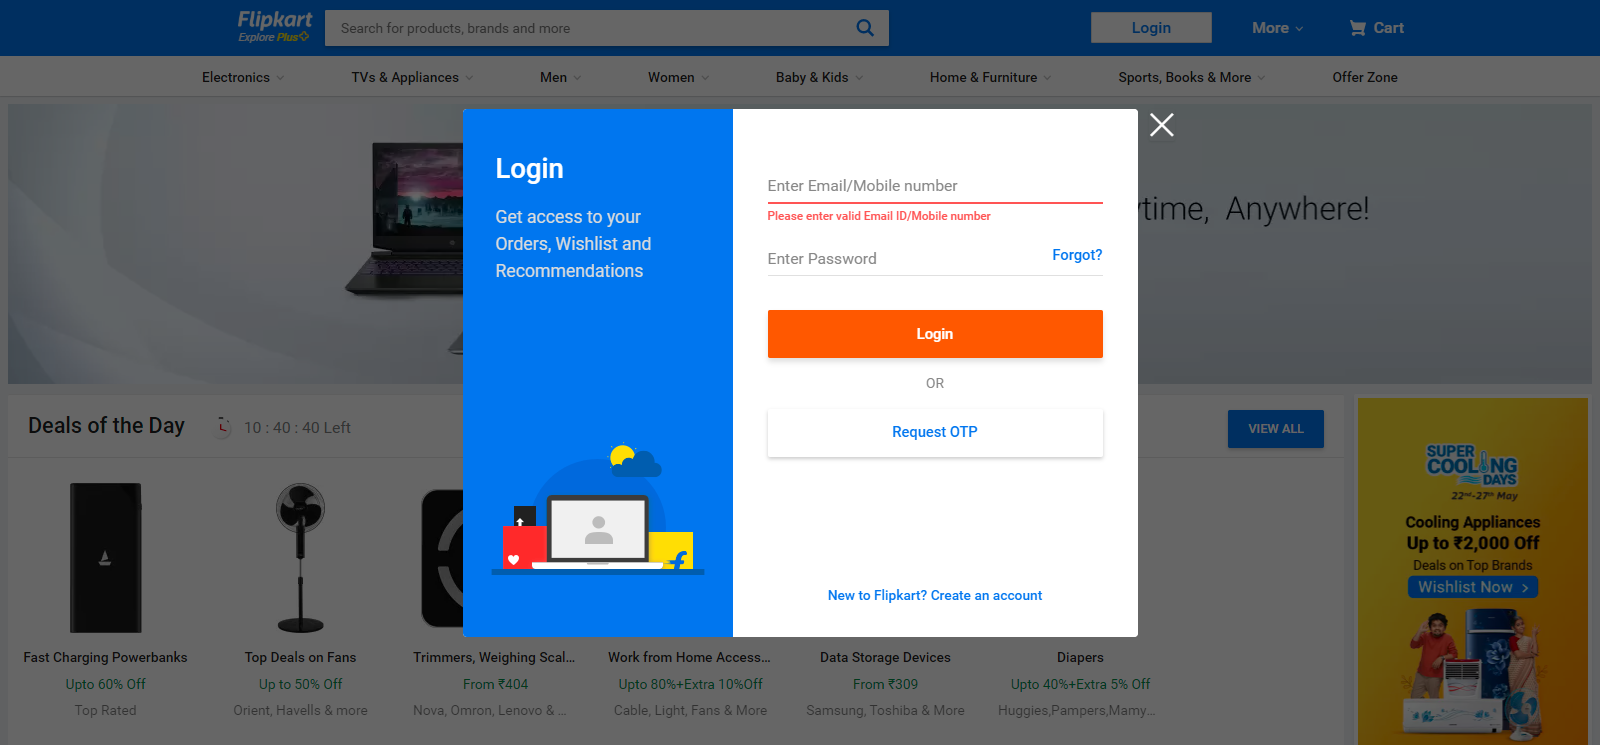 Flipkart
Explore Plus
Search for products, brands and more
Login
More
Cart
Electronics
TVs & Appliances
Men
Women
Baby & Kids
Home & Furniture
Sports, Books & More
Offer Zone
Anywhere!
Login
Get access to your
Orders, Wishlist and
Recommendations
Enter Email/Mobile number
Please enter valid Email ID/Mobile number
Enter Password
Forgot?
Login
OR
Request OTP
New to Flipkart? Create an account
Deals of the Day
10 : 40 : 40 Left
VIEW ALL
Fast Charging Powerbanks
Upto 60% Off
Top Rated
Top Deals on Fans
Up to 50% Off
Orient, Havells & more
Trimmers, Weighing Scal...
From ₹404
Nova, Omron, Lenovo & ...
Work from Home Access...
Upto 80%+Extra 10%Off
Cable, Light, Fans & More
Data Storage Devices
From ₹309
Samsung, Toshiba & More
Diapers
Upto 40%+Extra 5% Off
Huggies,Pampers,Mamy...
SUPER
COOLING
DAYS
22nd-27th May
Cooling Appliances
Up to ₹2,000 Off
Deals on Top Brands
Wishlist Now >